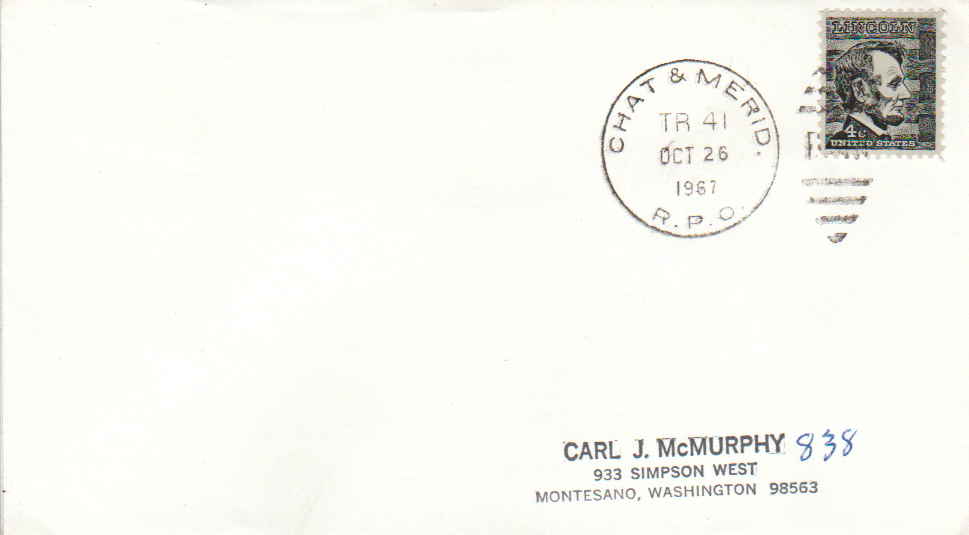 LINCOLN
4¢
UNITED STATES
CHAT & MERID.
TR 41
OCT 26
1967
R.P.O.
CARL J. McMURPHY 838
933 SIMPSON WEST
MONTESANO, WASHINGTON 98563